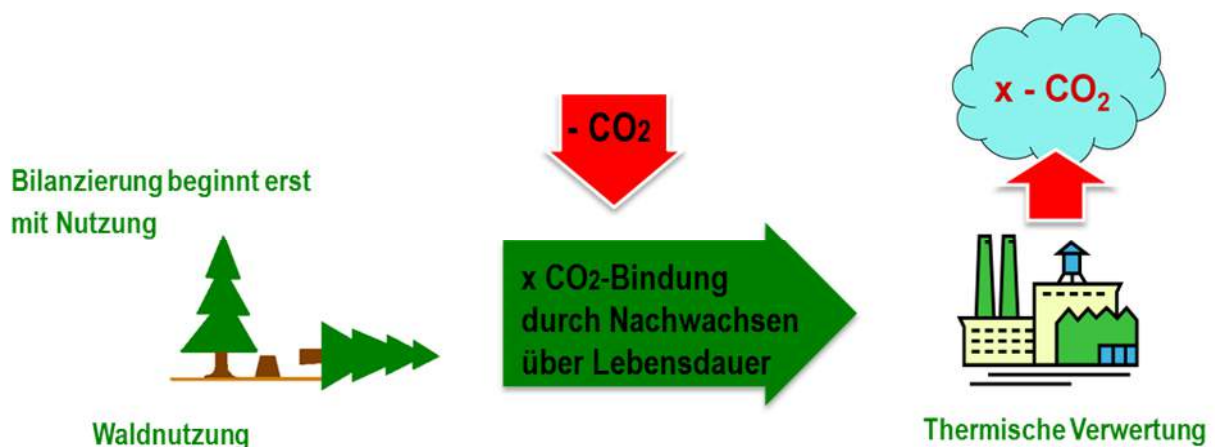 Bilanzierung beginnt erst
mit Nutzung
Waldnutzung
- CO2
x CO2-Bindung
durch Nachwachsen
über Lebensdauer
x - CO₂
Thermische Verwertung